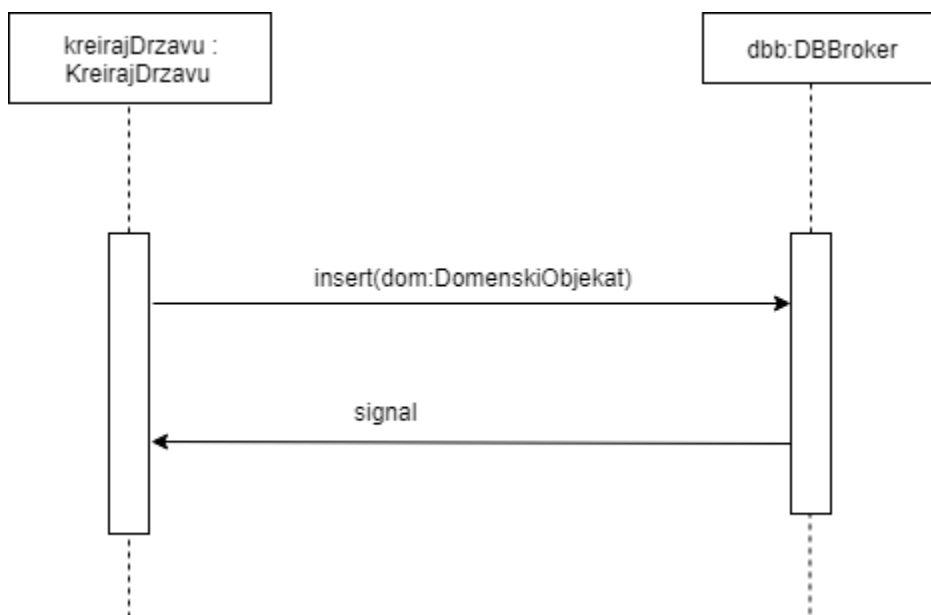 kreirajDrzavu :
KreirajDrzavu
dbb:DBBroker
insert(dom:DomenskiObjekat)
signal